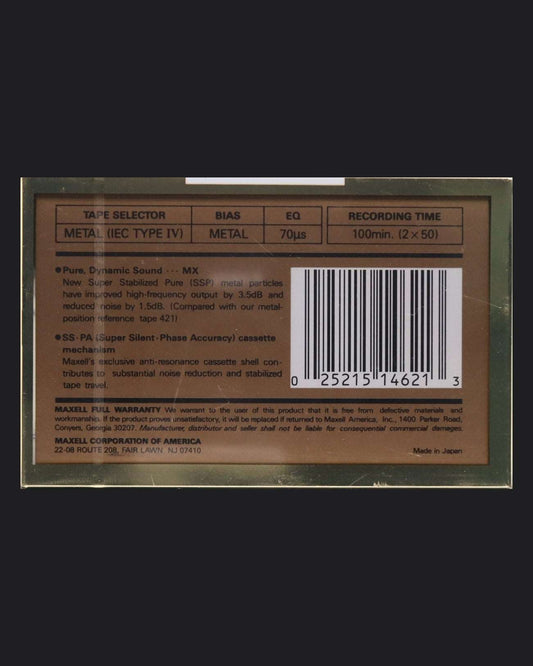 TAPE SELECTOR BIAS EQ RECORDING TIME
METAL (IEC TYPE IV) METAL 70μs 100min. (2×50)
●Pure, Dynamic Sound ··· MX
New Super Stabilized Pure (SSP) metal particles
have improved high-frequency output by 3.5dB and
reduced noise by 1.5dB. (Compared with our metal-
position reference tape 421)
●SS·PA (Super Silent·Phase Accuracy) cassette
mechanism
Maxell's exclusive anti-resonance cassette shell con-
tributes to substantial noise reduction and stabilized
tape travel.
0 25215 14621 3
MAXELL FULL WARRANTY We warrant to the user of this product that it is free from defective materials and
workmanship. If the product proves unsatisfactory, it will be replaced if returned to Maxell America, Inc., 1400 Parker Road,
Conyers, Georgia 30207. Manufacturer, distributor and seller shall not be liable for consequential commercial damages.
MAXELL CORPORATION OF AMERICA
22-08 ROUTE 208, FAIR LAWN, NJ 07410 Made in Japan